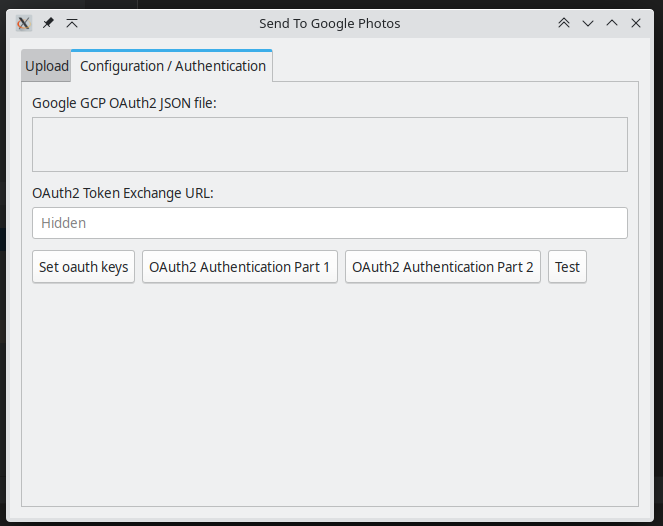 Send To Google Photos
Upload Configuration / Authentication
Google GCP OAuth2 JSON file:
OAuth2 Token Exchange URL:
Hidden
Set oauth keys OAuth2 Authentication Part 1 OAuth2 Authentication Part 2 Test